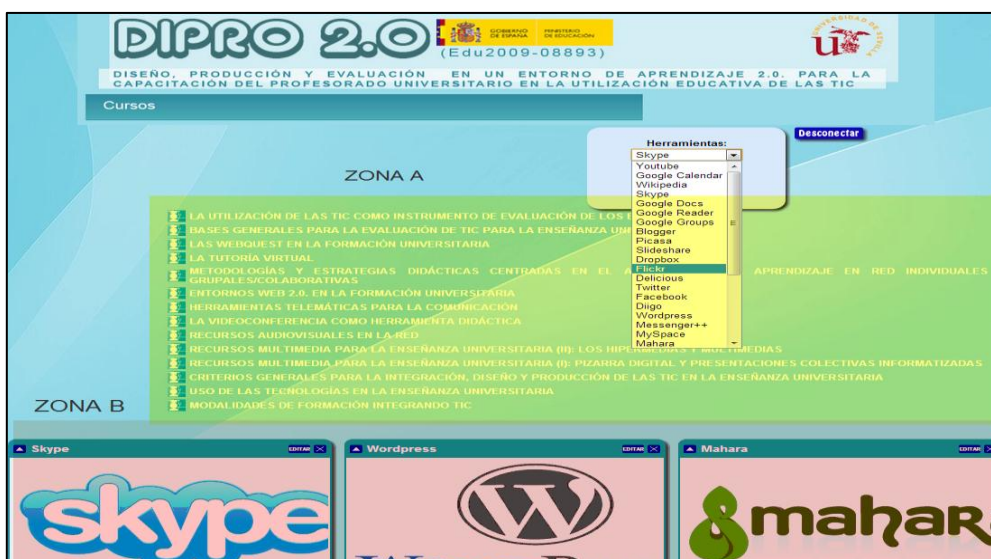 DIPRO 2.0
GOBIERNO DE ESPAÑA
MINISTERIO DE EDUCACIÓN
(Edu2009-08893)
UNIVERSIDAD DE SEVILLA
DISEÑO, PRODUCCIÓN Y EVALUACIÓN EN UN ENTORNO DE APRENDIZAJE 2.0. PARA LA
CAPACITACIÓN DEL PROFESORADO UNIVERSITARIO EN LA UTILIZACIÓN EDUCATIVA DE LAS TIC
Cursos
Desconectar
Herramientas:
Skype
Youtube
Google Calendar
Wikipedia
Skype
Google Docs
Google Reader
Google Groups
Blogger
Picasa
Slideshare
Dropbox
Flickr
Delicious
Twitter
Facebook
Diigo
Wordpress
Messenger++
MySpace
Mahara
ZONA A
LA UTILIZACIÓN DE LAS TIC COMO INSTRUMENTO DE EVALUACIÓN DE LOS
BASES GENERALES PARA LA EVALUACIÓN DE TIC PARA LA ENSEÑANZA
LAS WEBQUEST EN LA FORMACIÓN UNIVERSITARIA
LA TUTORÍA VIRTUAL
METODOLOGÍAS Y ESTRATEGIAS DIDÁCTICAS CENTRADAS EN EL APRENDIZAJE EN RED INDIVIDUALES
GRUPALES/COLABORATIVAS
ENTORNOS WEB 2.0. EN LA FORMACIÓN UNIVERSITARIA
HERRAMIENTAS TELEMÁTICAS PARA LA COMUNICACIÓN
LA VIDEOCONFERENCIA COMO HERRAMIENTA DIDÁCTICA
RECURSOS AUDIOVISUALES EN LA RED
RECURSOS MULTIMEDIA PARA LA ENSEÑANZA UNIVERSITARIA (II): LOS HIPERMEDIAS Y MULTIMEDIAS
RECURSOS MULTIMEDIA PARA LA ENSEÑANZA UNIVERSITARIA (I): PIZARRA DIGITAL Y PRESENTACIONES COLECTIVAS INFORMATIZADAS
CRITERIOS GENERALES PARA LA INTEGRACIÓN, DISEÑO Y PRODUCCIÓN DE LAS TIC EN LA ENSEÑANZA UNIVERSITARIA
USO DE LAS TECNOLOGÍAS EN LA ENSEÑANZA UNIVERSITARIA
MODALIDADES DE FORMACIÓN INTEGRANDO TIC
ZONA B
Skype EDITAR
Wordpress EDITAR
Mahara EDITAR
skype
W
mahara